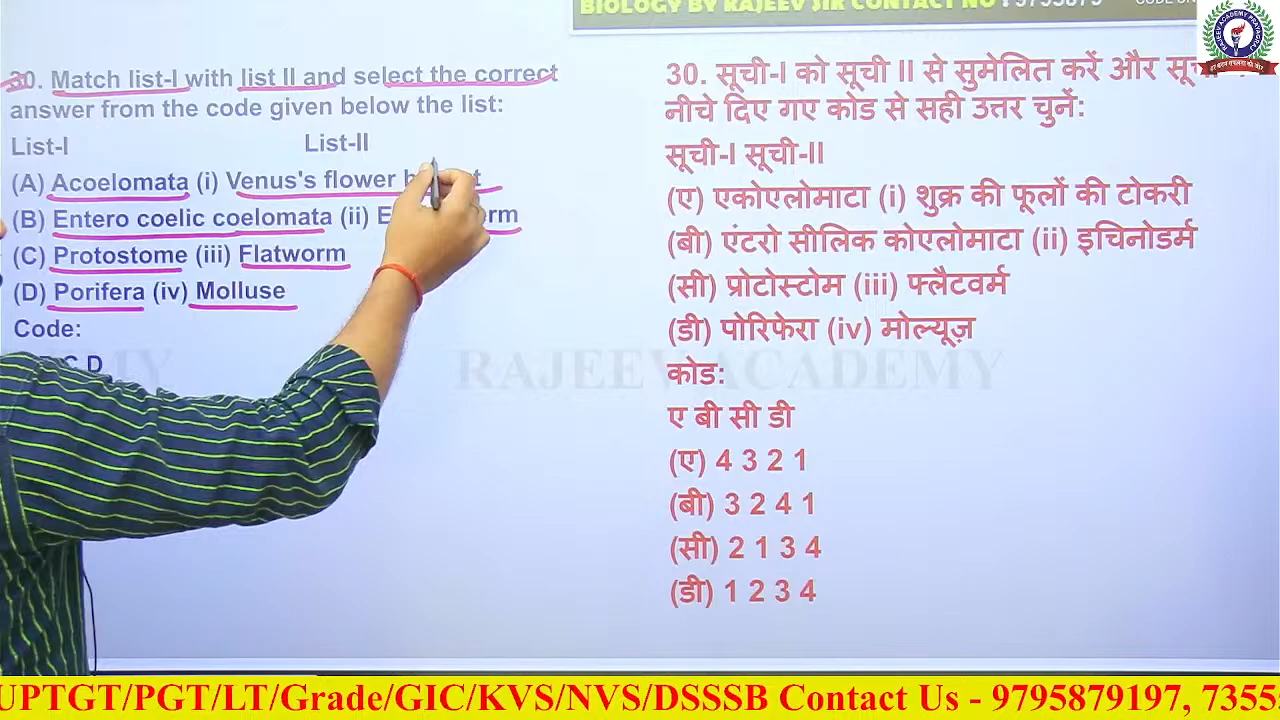 BIOLOGY BY RAJEEV SIR CONTACT NO
30. Match list-I with list II and select the correct
answer from the code given below the list:
List-I List-II
(A) Acoelomata (i) Venus's flower
(B) Entero coelic coelomata (ii)
(C) Protostome (iii) Flatworm
(D) Porifera (iv) Molluse
Code:
C D
30. सूची-I को सूची II से सुमेलित करें और
नीचे दिए गए कोड से सही उत्तर चुनें:
सूची-I सूची-II
(ए) एकोएलोमाटा (i) शुक्र की फूलों की टोकरी
(बी) एंटरो सीलिक कोएलोमाटा (ii) इचिनोडर्म
(सी) प्रोटोस्टोम (iii) फ्लैटवर्म
(डी) पोरिफेरा (iv) मोल्यूज़
कोड:
ए बी सी डी
(ए) 4 3 2 1
(बी) 3 2 4 1
(सी) 2 1 3 4
(डी) 1 2 3 4
RAJEEV ACADEMY
UPTGT/PGT/LT/Grade/GIC/KVS/NVS/DSSSB Contact Us - 9795879197, 7355